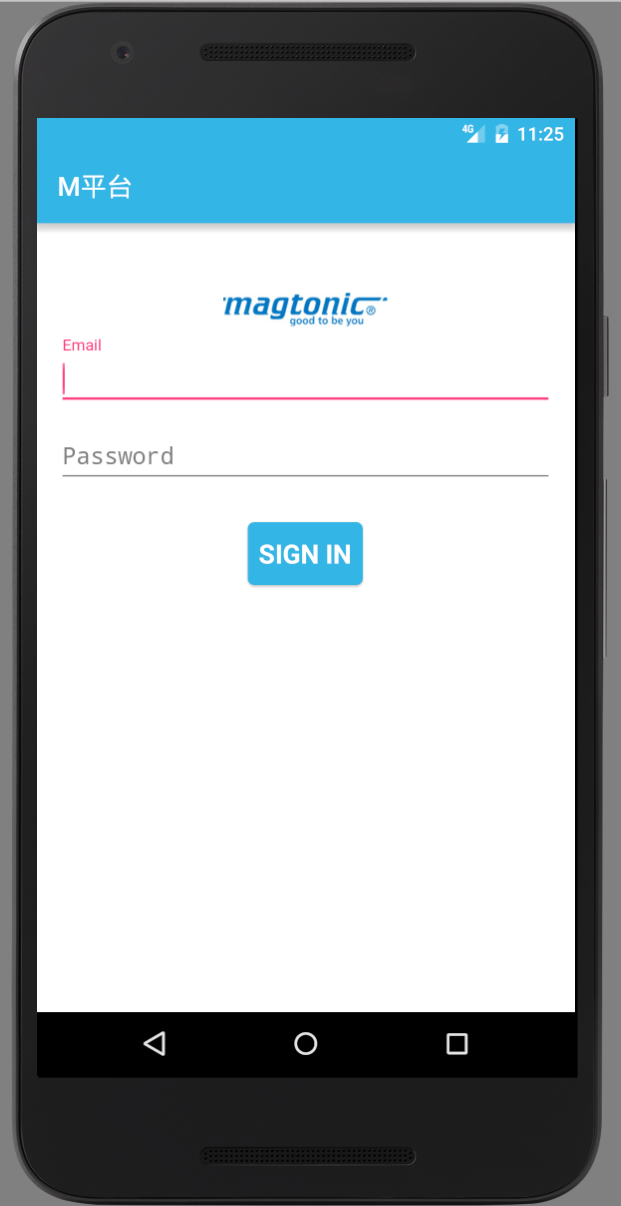 4G 11:25
M平台
magtonic®
good to be you
Email
Password
SIGN IN